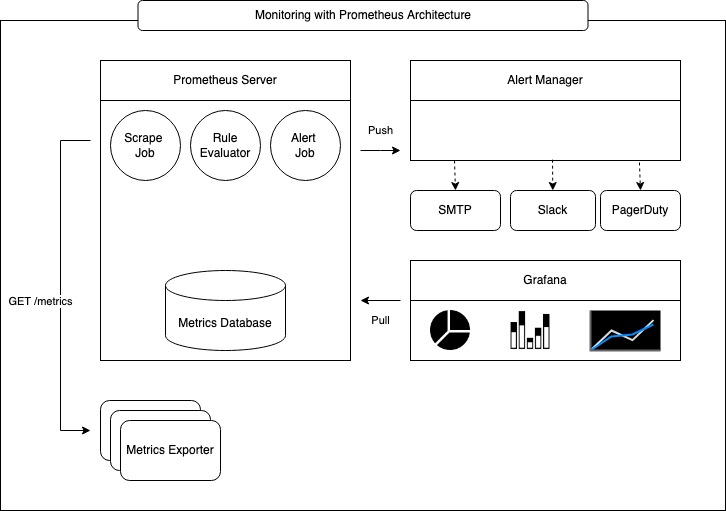 Monitoring with Prometheus Architecture
Prometheus Server
Alert Manager
Scrape
Job
Rule
Evaluator
Alert
Job
Push
SMTP
Slack
PagerDuty
Grafana
GET /metrics
Metrics Database
Pull
Metrics Exporter